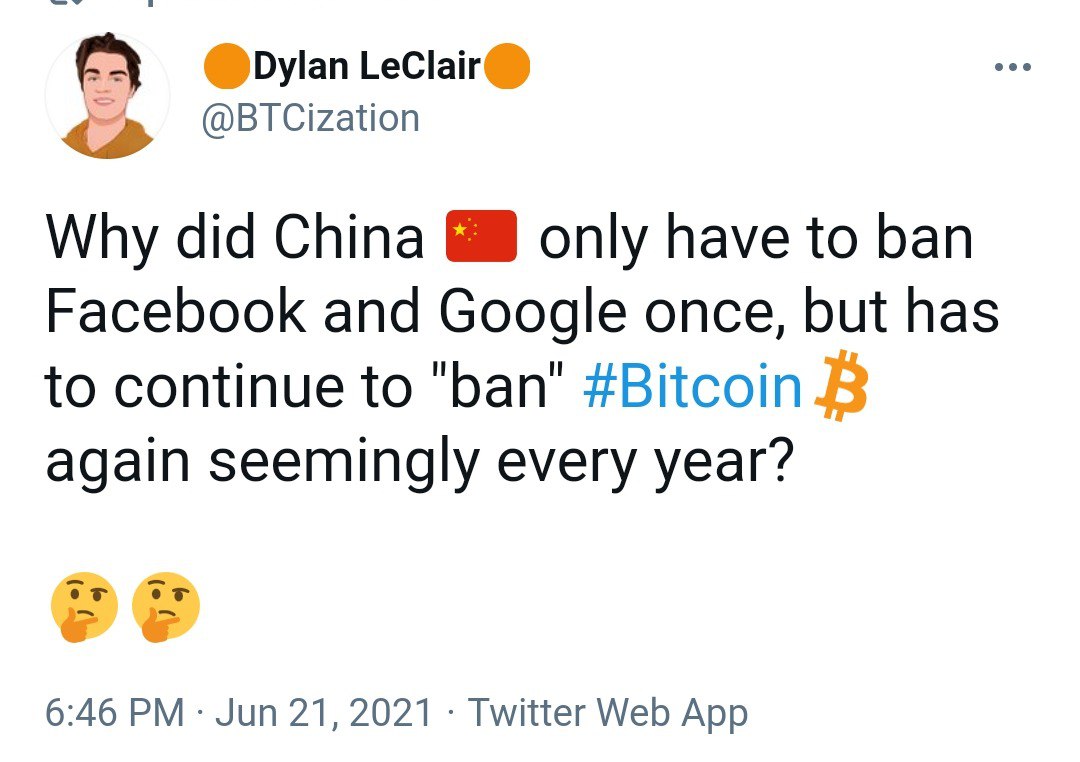 🟠Dylan LeClair🟠
@BTCization
Why did China 🇨🇳 only have to ban
Facebook and Google once, but has
to continue to "ban" #Bitcoin
again seemingly every year?
🤔🤔
6:46 PM · Jun 21, 2021 · Twitter Web App